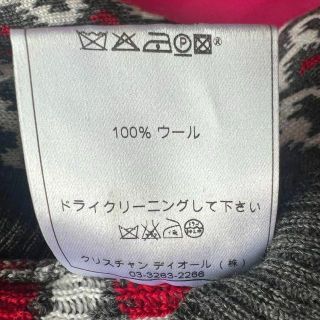 100% ウール
ドライクリーニングして下さい
クリスチャン ディオール (株)
03-3263-2266